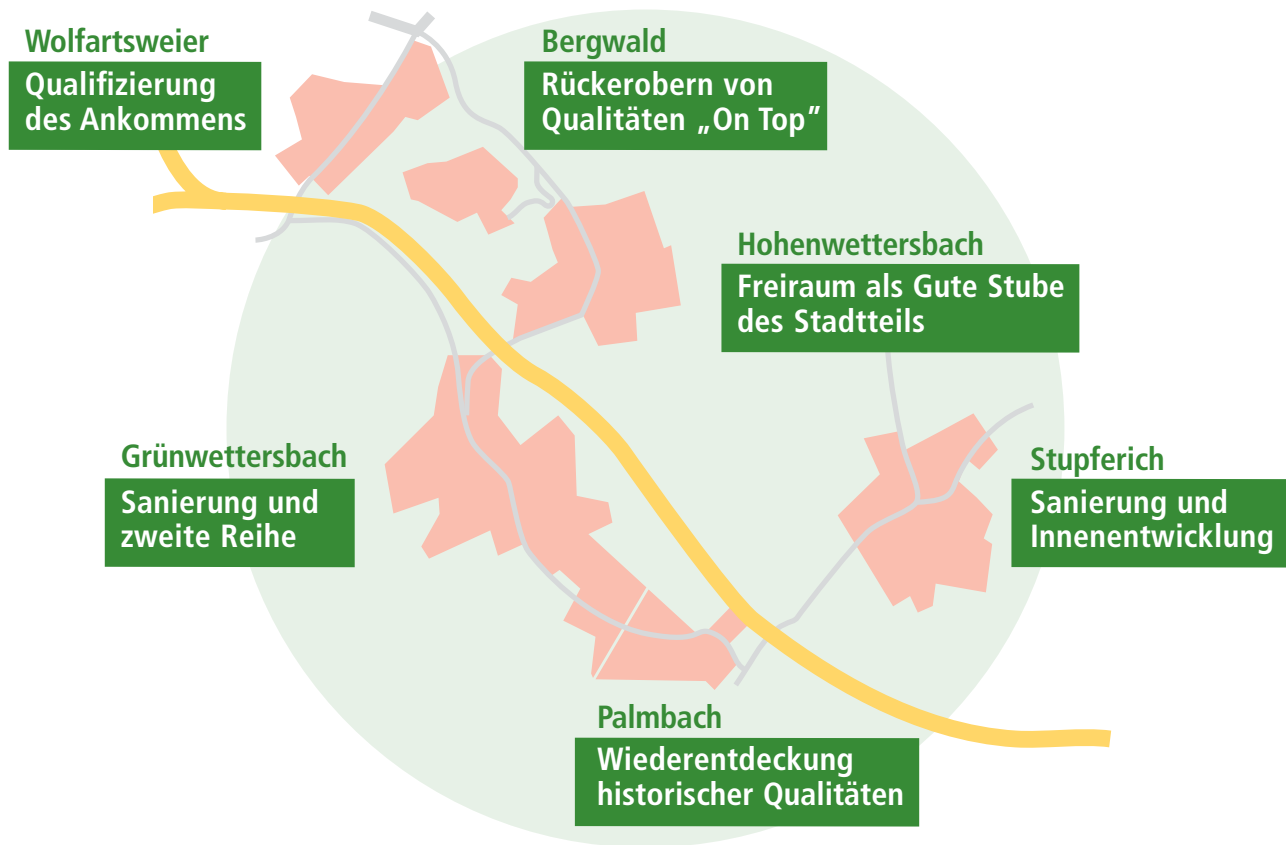 Wolfartsweier
Qualifizierung
des Ankommens
Bergwald
Rückerobern von
Qualitäten „On Top"
Hohenwettersbach
Freiraum als Gute Stube
des Stadtteils
Grünwettersbach
Sanierung und
zweite Reihe
Stupferich
Sanierung und
Innenentwicklung
Palmbach
Wiederentdeckung
historischer Qualitäten